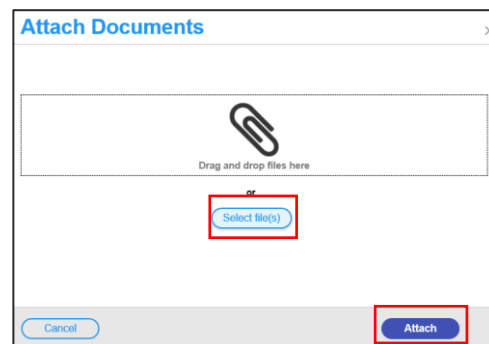 Attach Documents
Drag and drop files here
or
Select file(s)
Cancel
Attach